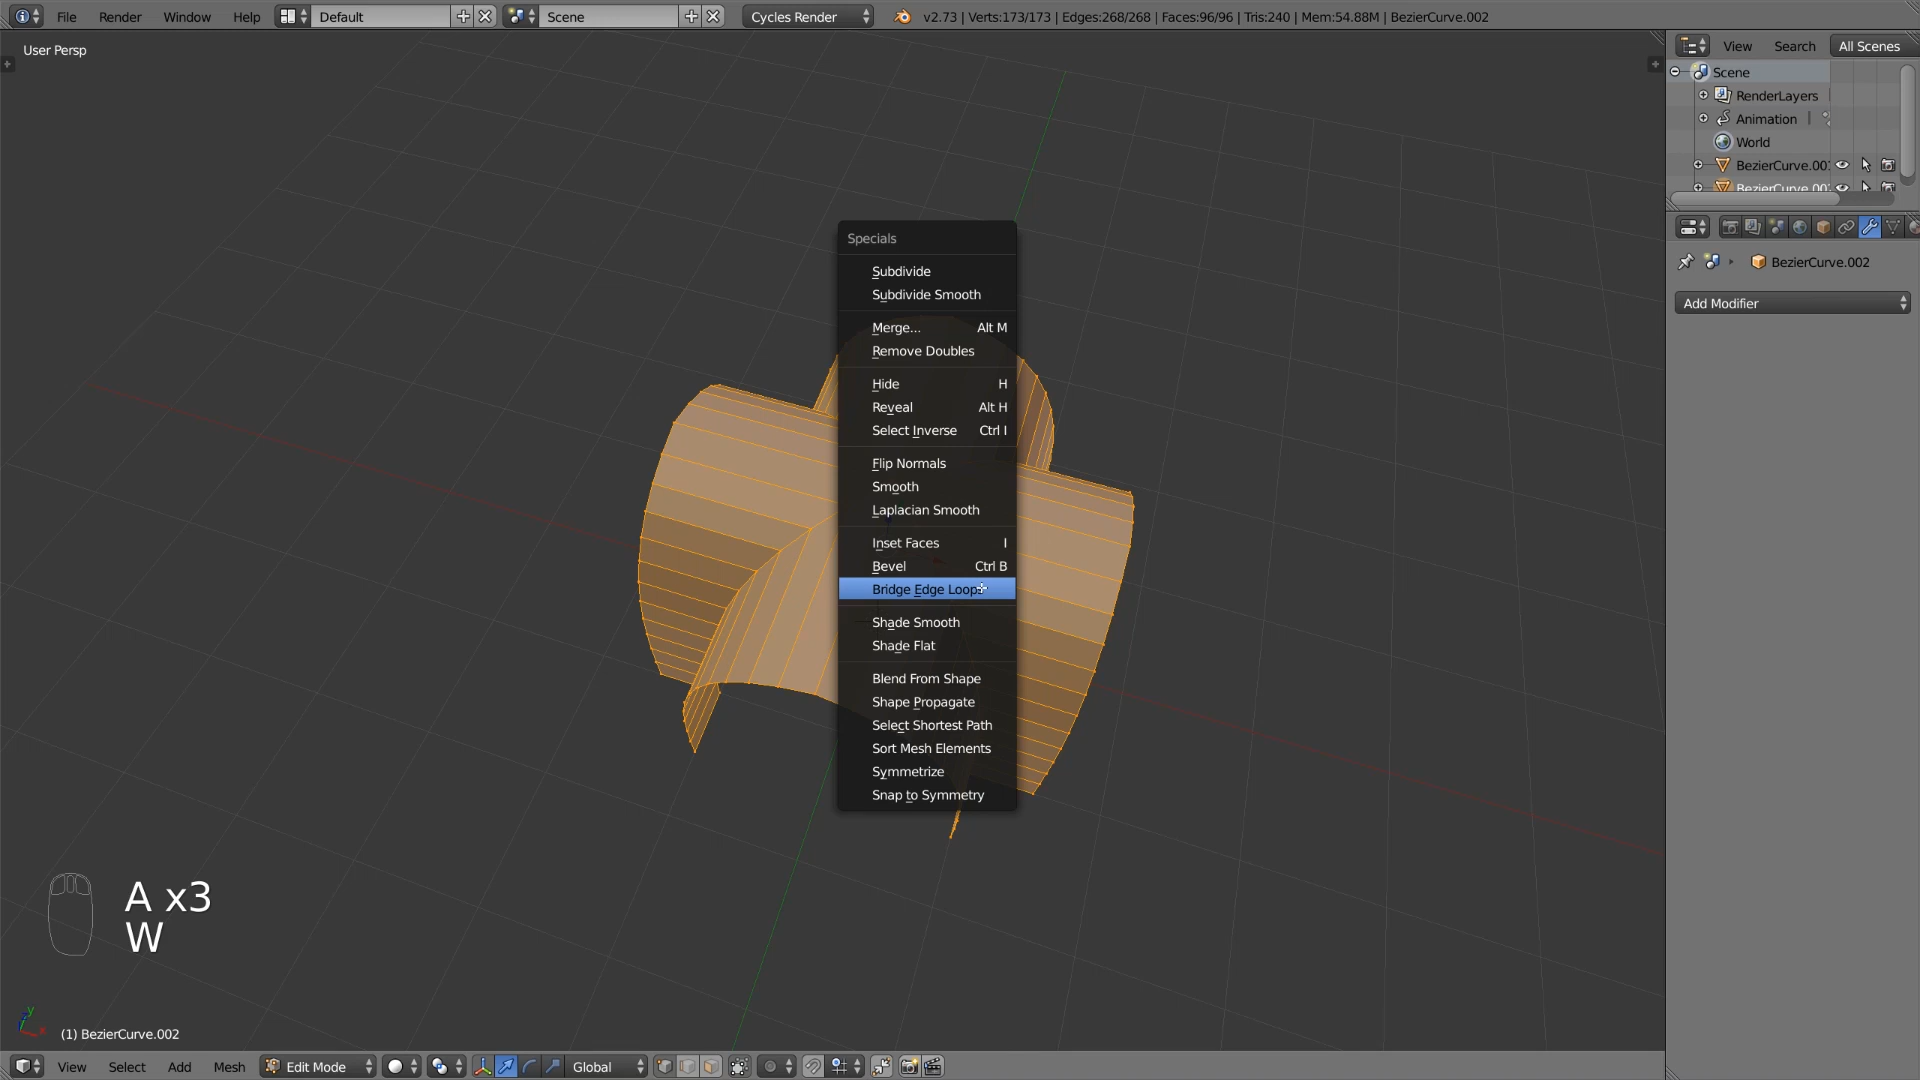 File Render Window Help Default Scene Cycles Render v2.73 | Verts:173/173 | Edges:268/268 | Faces:96/96 | Tris:240 | Mem:54.88M | BezierCurve.002
User Persp
View Search All Scenes
Scene
RenderLayers
Animation
World
BezierCurve.00
BezierCurve.00
BezierCurve.002
Add Modifier
Specials
Subdivide
Subdivide Smooth
Merge... Alt M
Remove Doubles
Hide H
Reveal Alt H
Select Inverse Ctrl I
Flip Normals
Smooth
Laplacian Smooth
Inset Faces I
Bevel Ctrl B
Bridge Edge Loops
Shade Smooth
Shade Flat
Blend From Shape
Shape Propagate
Select Shortest Path
Sort Mesh Elements
Symmetrize
Snap to Symmetry
A x3
W
y
x
(1) BezierCurve.002
View Select Add Mesh Edit Mode Global